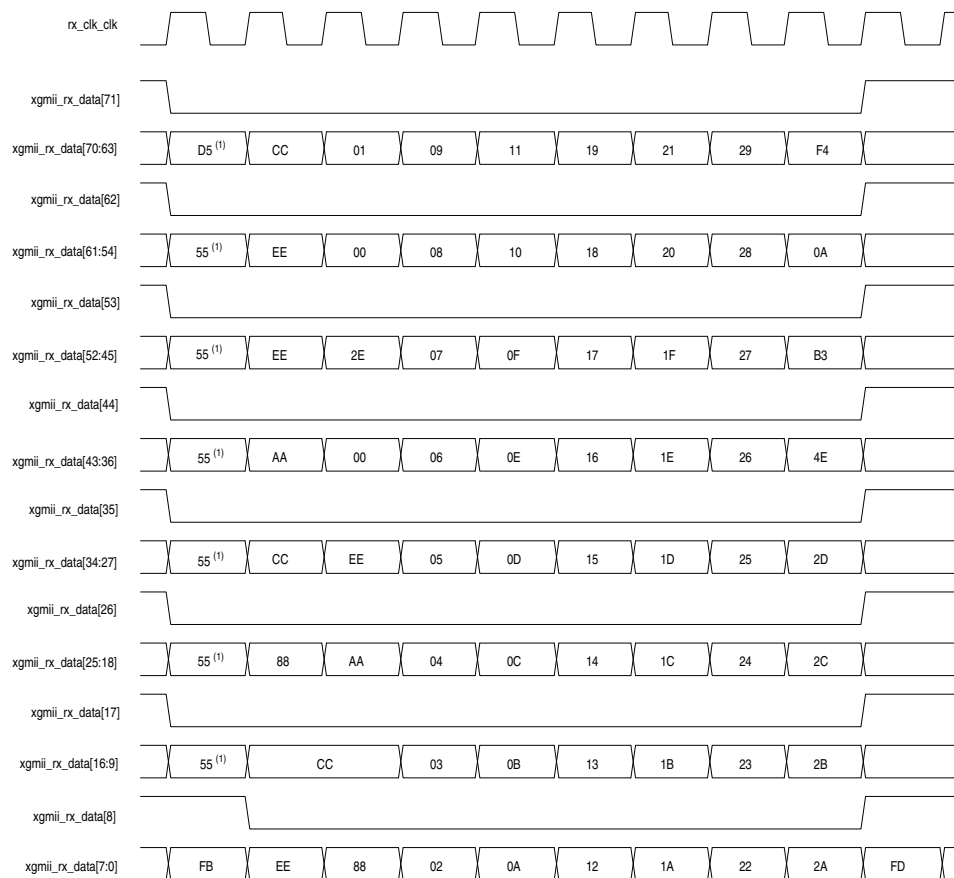 rx_clk_clk
xgmii_rx_data[71]
xgmii_rx_data[70:63] D5 (1) CC 01 09 11 19 21 29 F4
xgmii_rx_data[62]
xgmii_rx_data[61:54] 55 (1) EE 00 08 10 18 20 28 0A
xgmii_rx_data[53]
xgmii_rx_data[52:45] 55 (1) EE 2E 07 0F 17 1F 27 B3
xgmii_rx_data[44]
xgmii_rx_data[43:36] 55 (1) AA 00 06 0E 16 1E 26 4E
xgmii_rx_data[35]
xgmii_rx_data[34:27] 55 (1) CC EE 05 0D 15 1D 25 2D
xgmii_rx_data[26]
xgmii_rx_data[25:18] 55 (1) 88 AA 04 0C 14 1C 24 2C
xgmii_rx_data[17]
xgmii_rx_data[16:9] 55 (1) CC 03 0B 13 1B 23 2B
xgmii_rx_data[8]
xgmii_rx_data[7:0] FB EE 88 02 0A 12 1A 22 2A FD